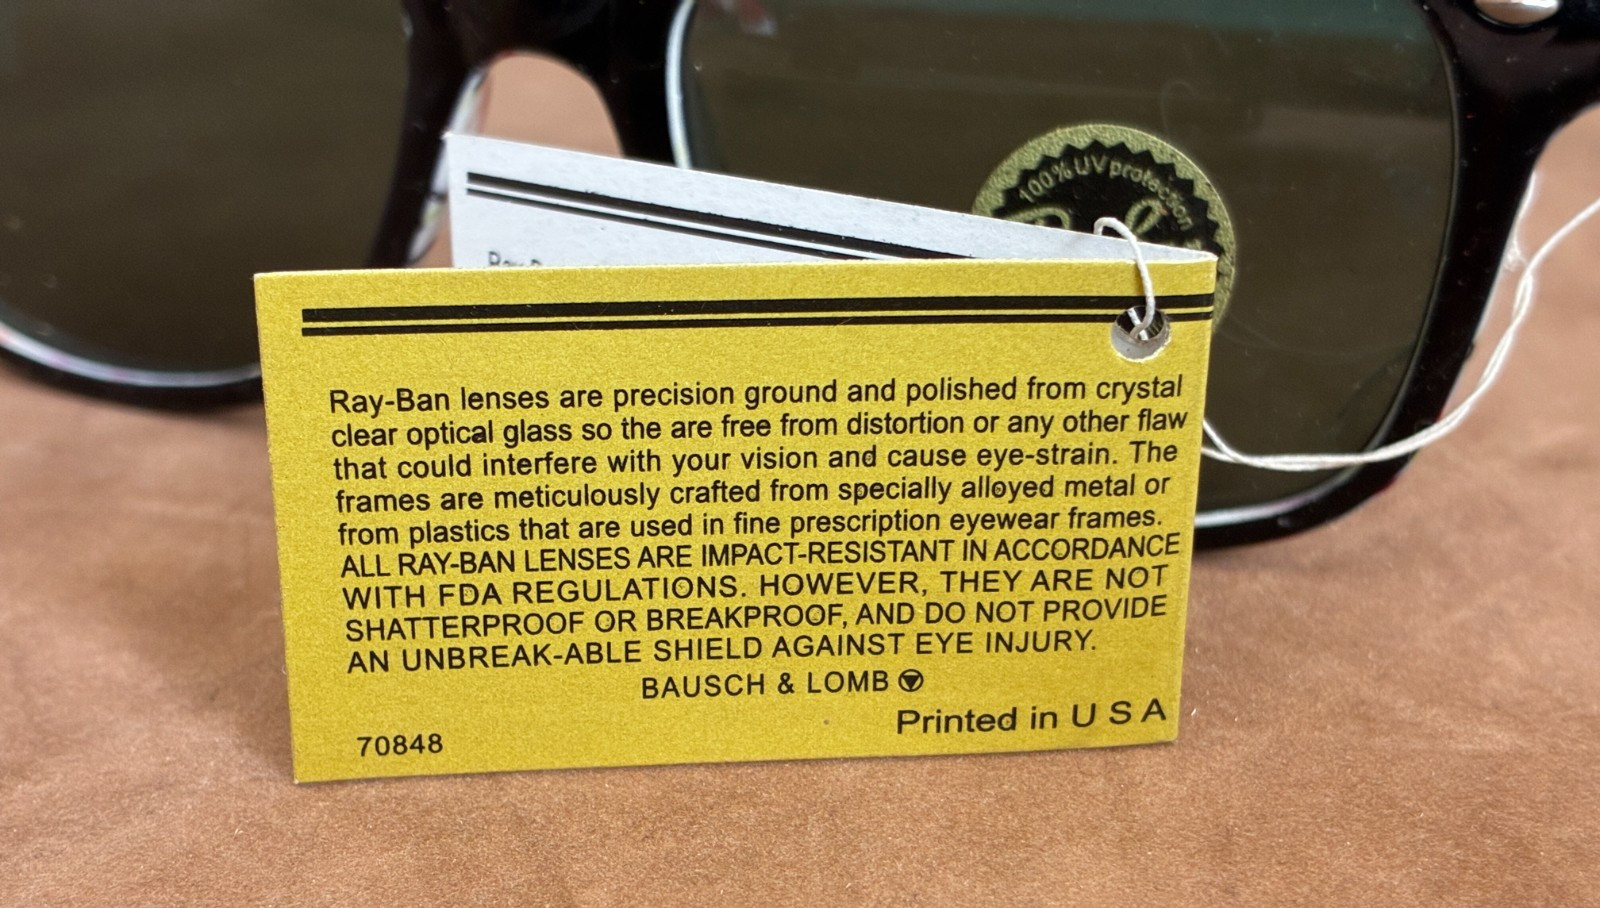 100% UV protection
Ray-Ban lenses are precision ground and polished from crystal
clear optical glass so the are free from distortion or any other flaw
that could interfere with your vision and cause eye-strain. The
frames are meticulously crafted from specially alloyed metal or
from plastics that are used in fine prescription eyewear frames.
ALL RAY-BAN LENSES ARE IMPACT-RESISTANT IN ACCORDANCE
WITH FDA REGULATIONS. HOWEVER, THEY ARE NOT
SHATTERPROOF OR BREAKPROOF, AND DO NOT PROVIDE
AN UNBREAK-ABLE SHIELD AGAINST EYE INJURY.
BAUSCH & LOMB
Printed in U S A
70848